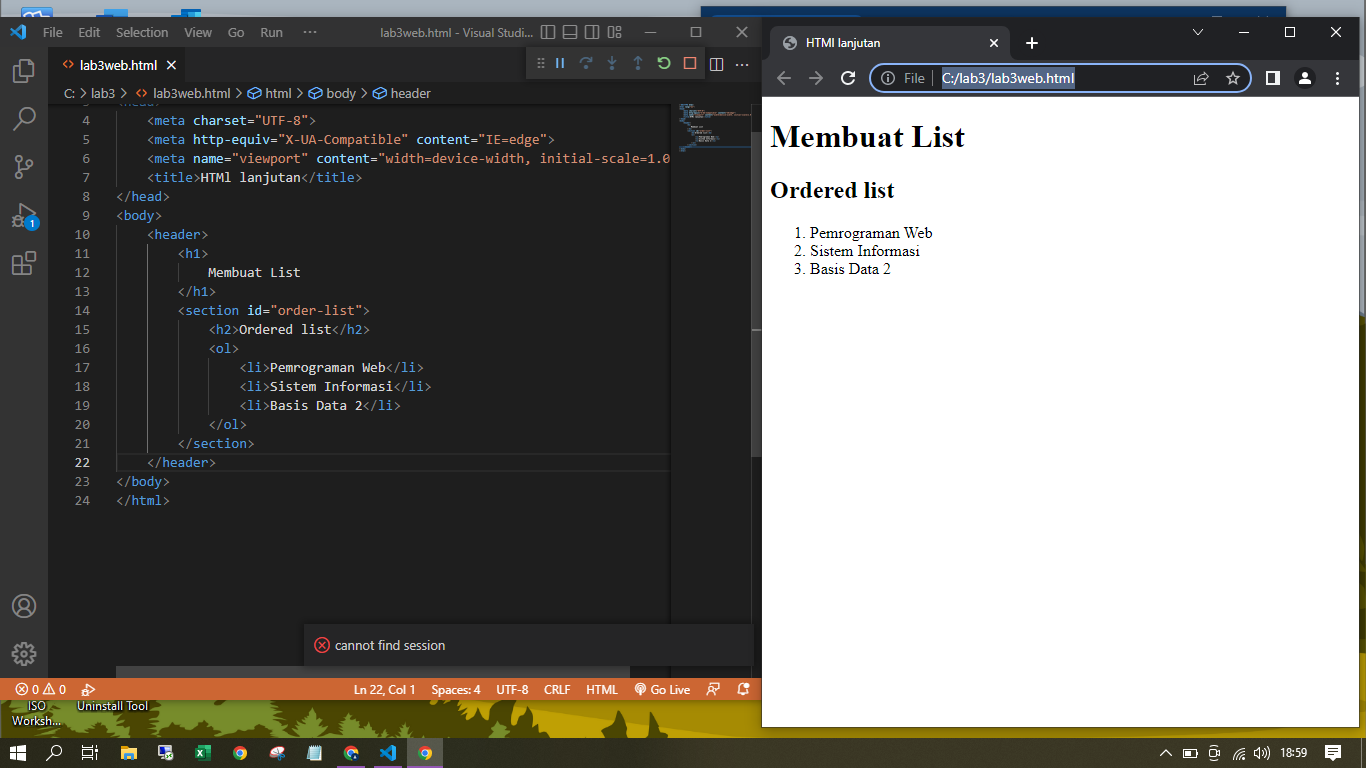 File Edit Selection View Go Run ··· lab3web.html - Visual Studi...
lab3web.html
C: > lab3 > lab3web.html > html > body > header
4 <meta charset="UTF-8">
5 <meta http-equiv="X-UA-Compatible" content="IE=edge">
6 <meta name="viewport" content="width=device-width, initial-scale=1.0
7 <title>HTMl lanjutan</title>
8 </head>
9 <body>
10 <header>
11 <h1>
12 Membuat List
13 </h1>
14 <section id="order-list">
15 <h2>Ordered list</h2>
16 <ol>
17 <li>Pemrograman Web</li>
18 <li>Sistem Informasi</li>
19 <li>Basis Data 2</li>
20 </ol>
21 </section>
22 </header>
23 </body>
24 </html>
1
cannot find session
0 0 Ln 22, Col 1 Spaces: 4 UTF-8 CRLF HTML Go Live
HTMl lanjutan
File C:/lab3/lab3web.html
Membuat List
Ordered list
1. Pemrograman Web
2. Sistem Informasi
3. Basis Data 2
ISO
Worksh...
Uninstall Tool
18:59